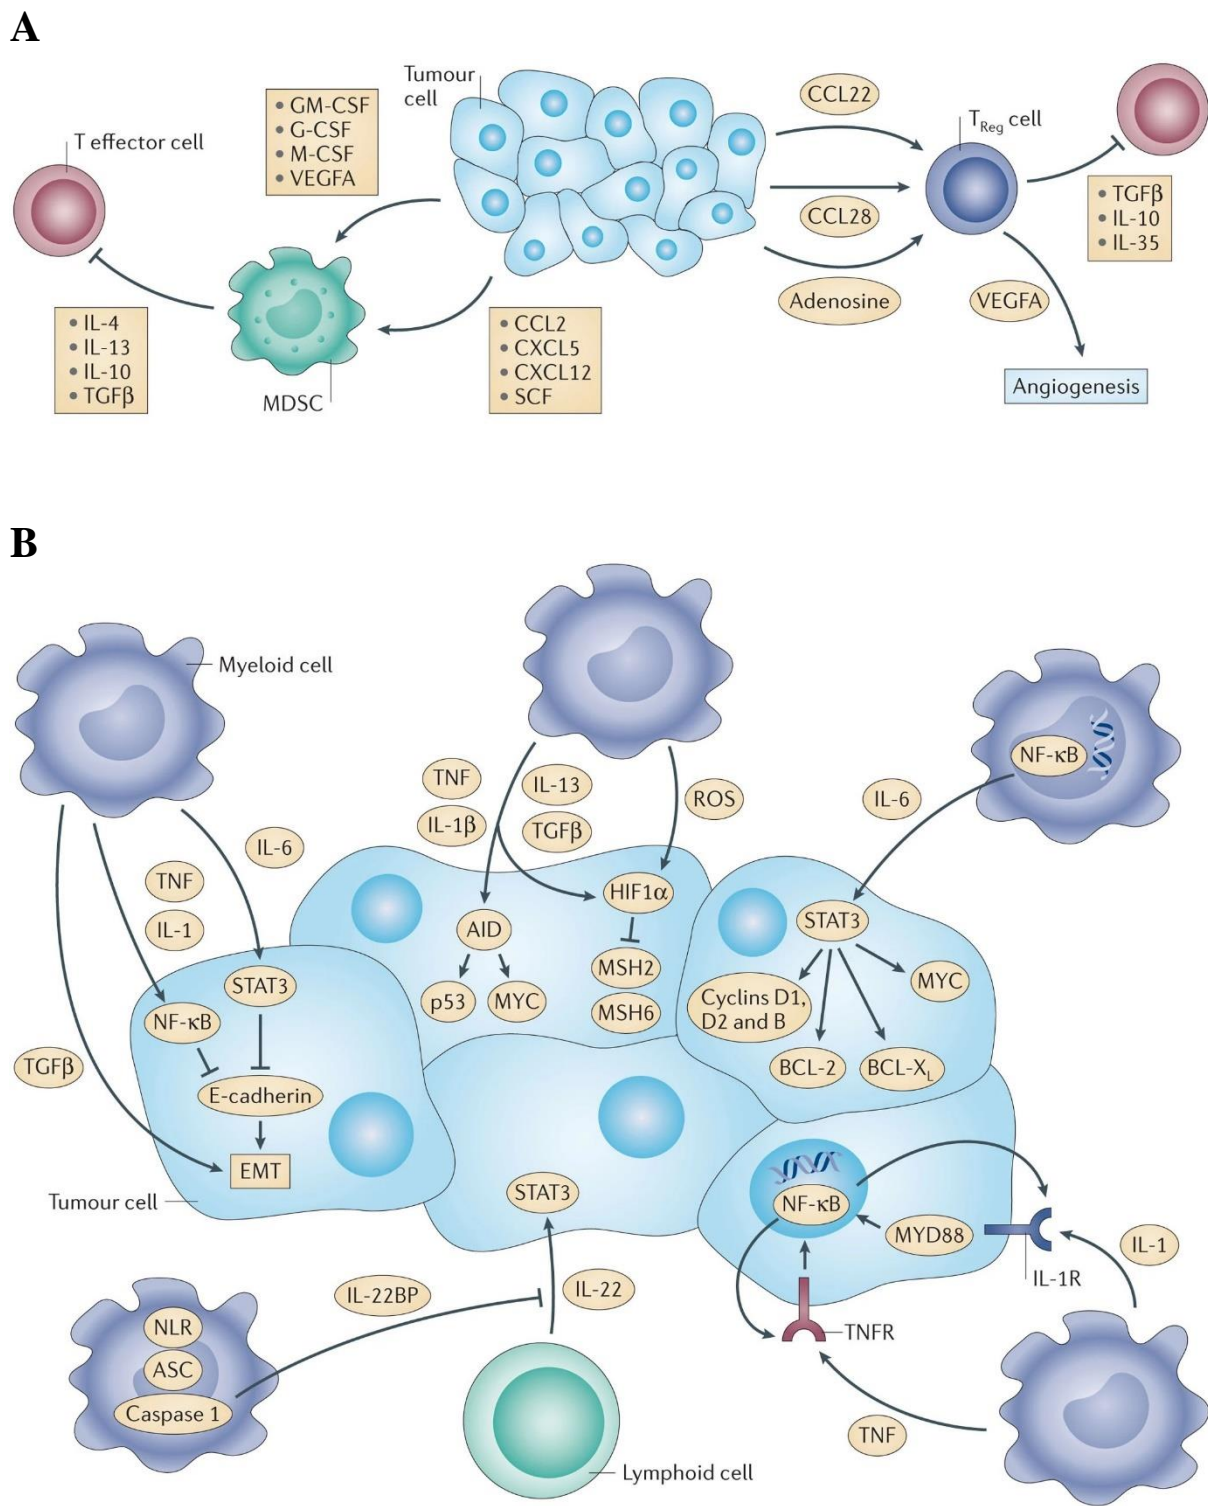 A
Tumour
cell
T effector cell
• GM-CSF
• G-CSF
• M-CSF
• VEGFA
CCL22
TReg cell
CCL28
Adenosine
VEGFA
• TGFβ
• IL-10
• IL-35
• IL-4
• IL-13
• IL-10
• TGFβ
MDSC
• CCL2
• CXCL5
• CXCL12
• SCF
Angiogenesis
B
Myeloid cell
TNF
IL-1β
IL-13
TGFβ
ROS
IL-6
NF-κB
IL-6
TNF
IL-1
HIF1α
AID
MSH2
MSH6
p53
MYC
STAT3
Cyclins D1,
D2 and B
MYC
BCL-2
BCL-XL
STAT3
NF-κB
TGFβ
E-cadherin
EMT
Tumour cell
STAT3
NF-κB
MYD88
IL-1R
IL-1
IL-22BP
IL-22
TNFR
NLR
ASC
Caspase 1
TNF
Lymphoid cell